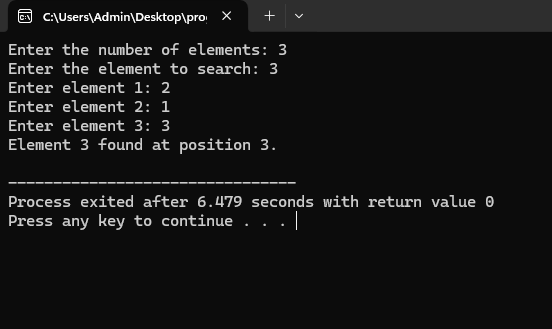 C:\Users\Admin\Desktop\pro
Enter the number of elements: 3
Enter the element to search: 3
Enter element 1: 2
Enter element 2: 1
Enter element 3: 3
Element 3 found at position 3.
--------------------------------
Process exited after 6.479 seconds with return value 0
Press any key to continue . . .